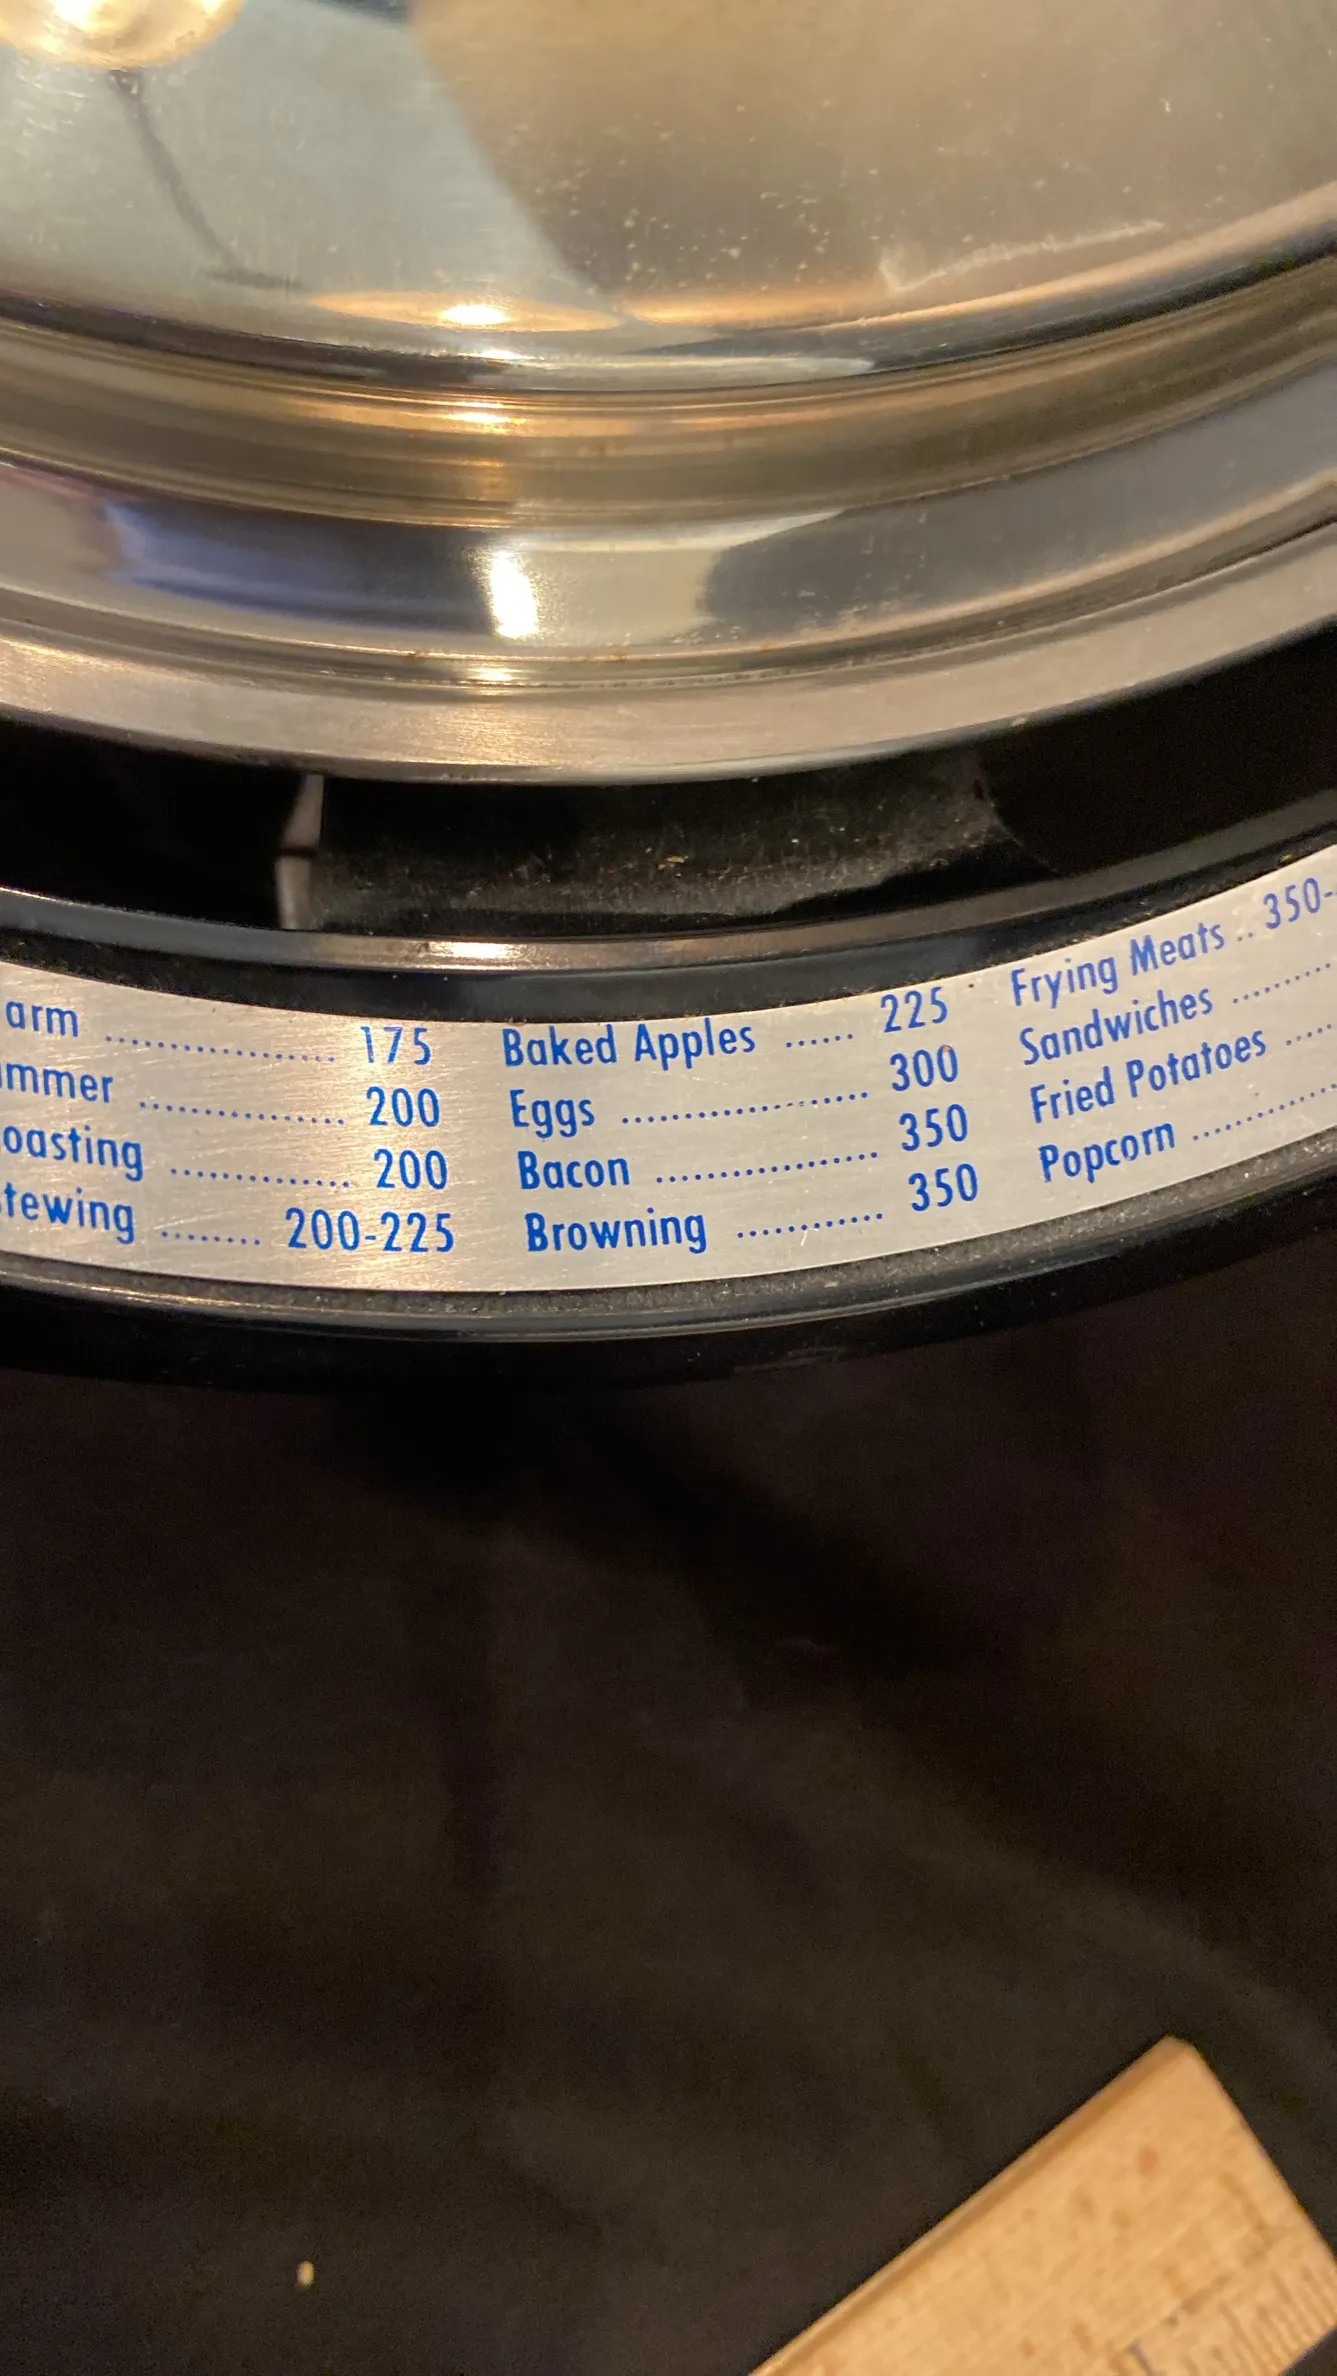 arm ................... 175
mmer ................... 200
oasting ................ 200
tewing ........ 200-225
Baked Apples ...... 225
Eggs ........................ 300
Bacon ..................... 350
Browning ............. 350
Frying Meats .. 350-
Sandwiches ..........
Fried Potatoes .....
Popcorn ...............